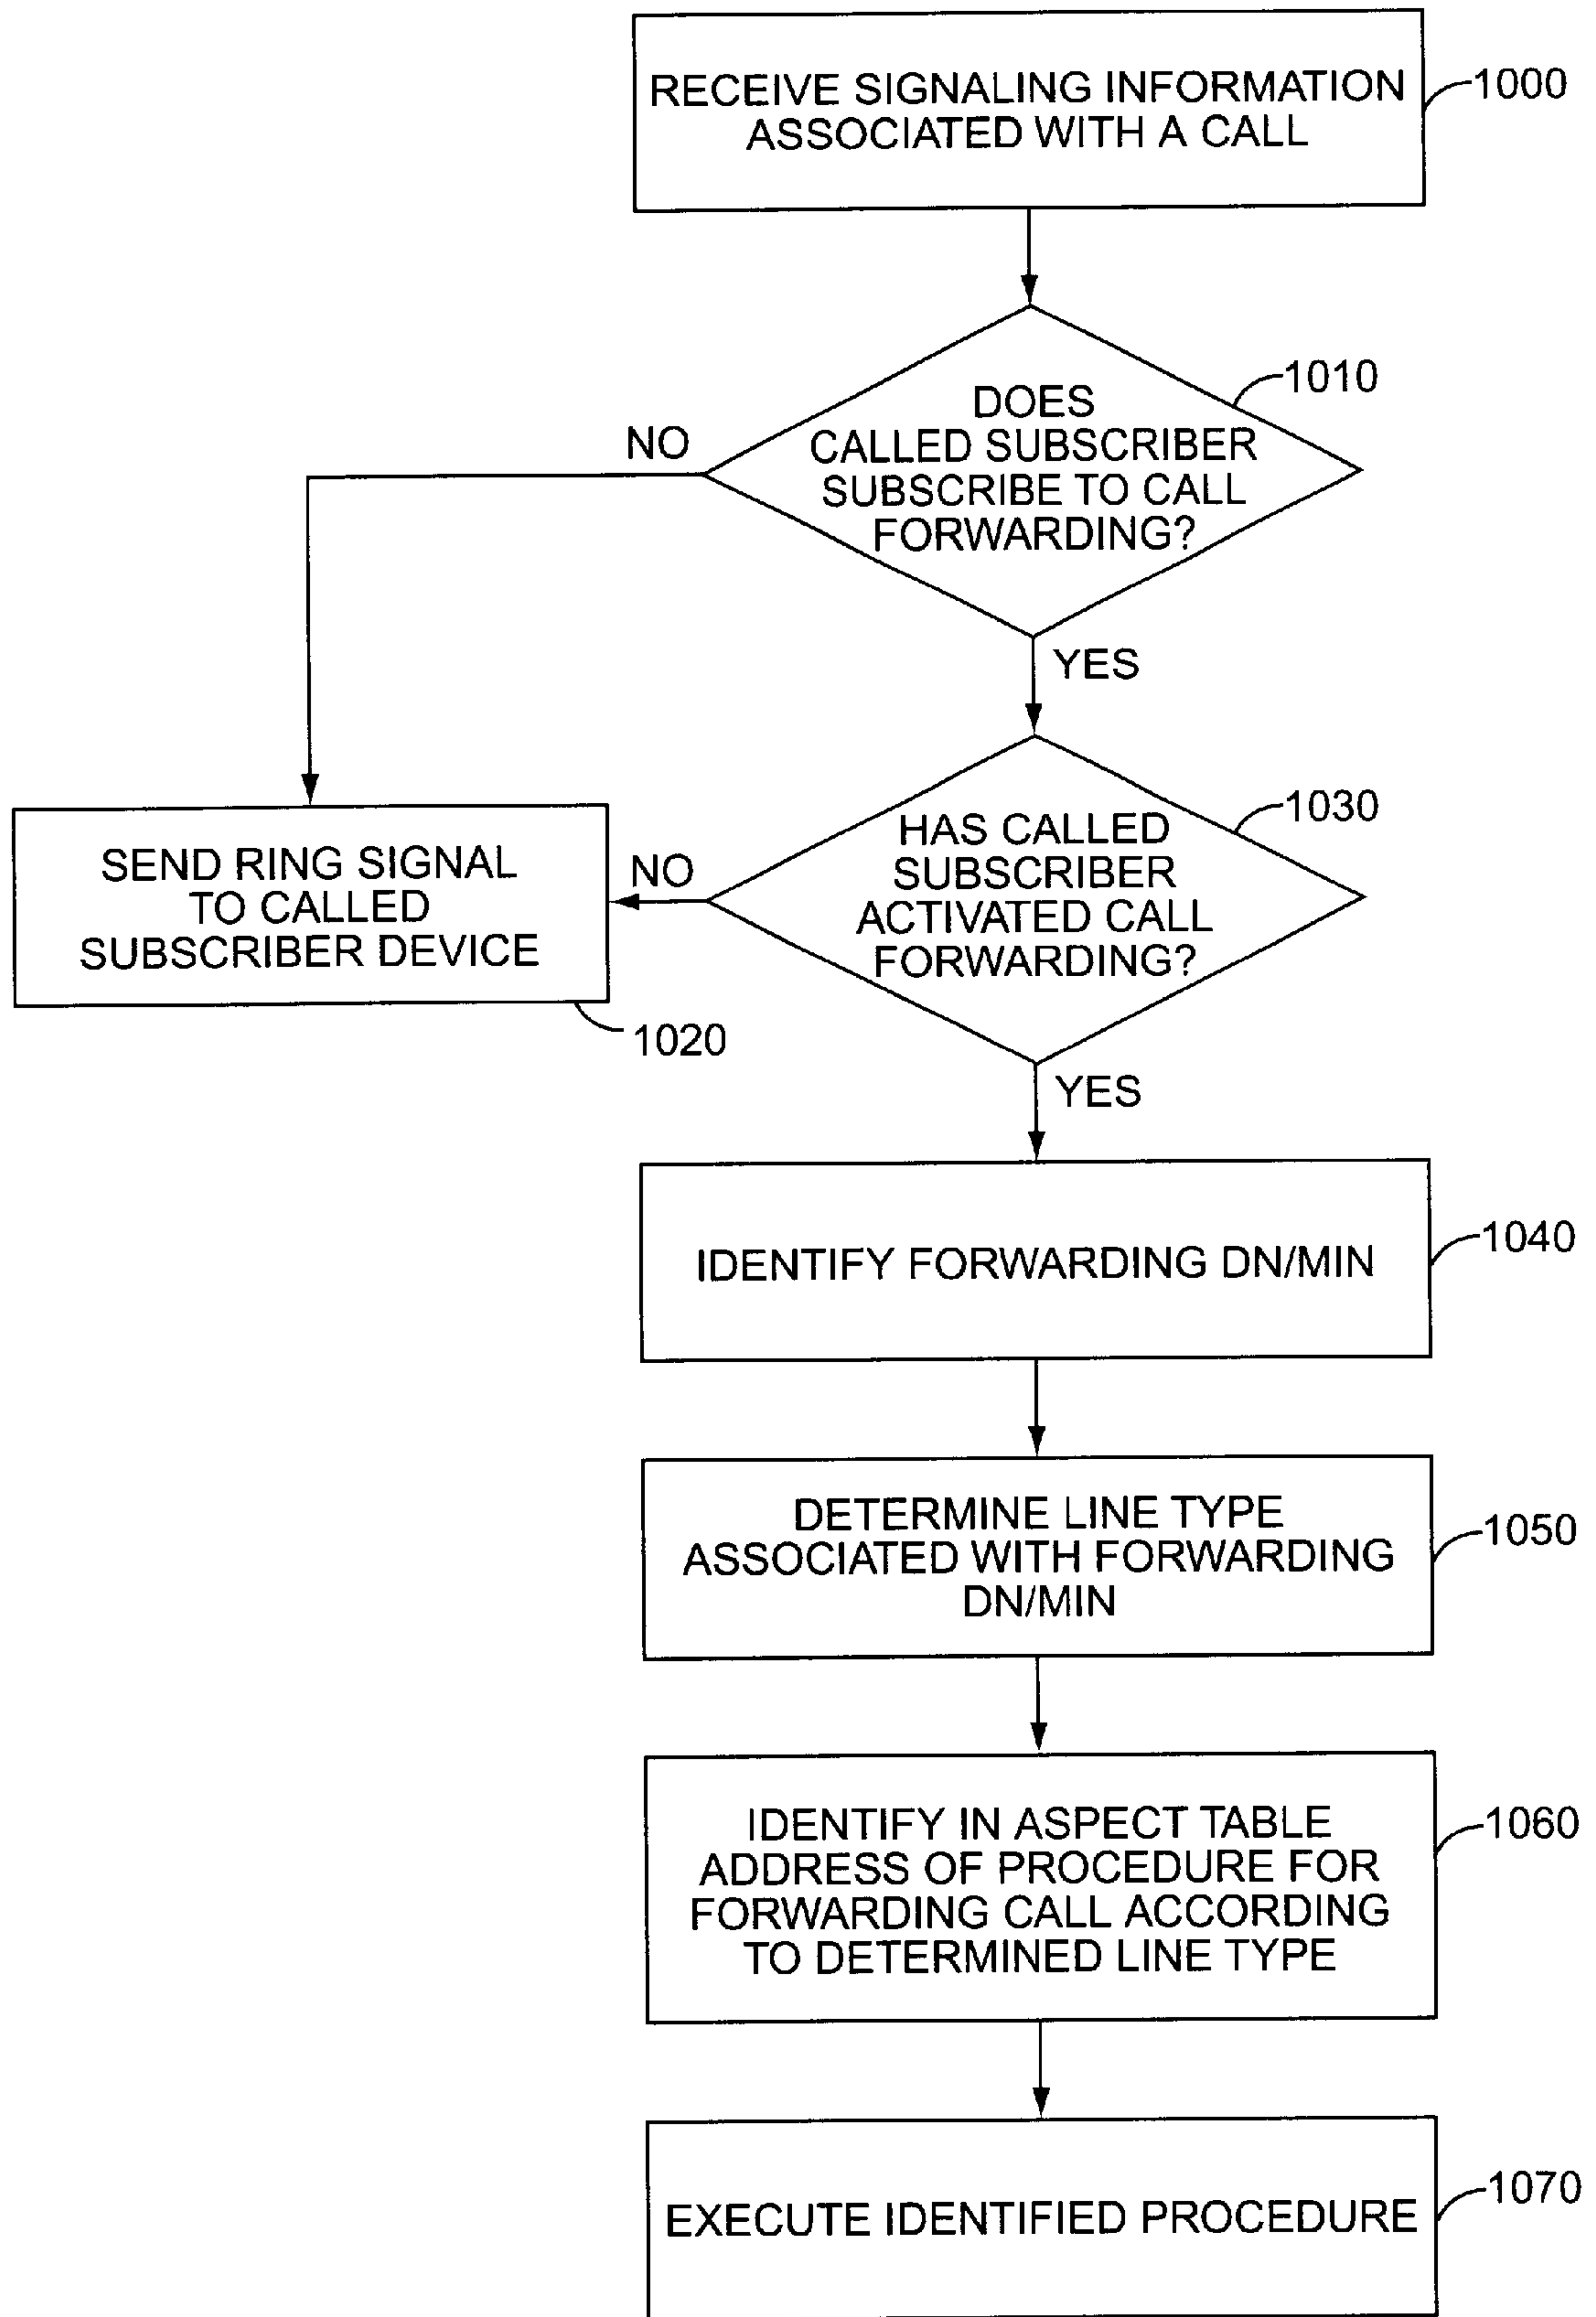 RECEIVE SIGNALING INFORMATION
ASSOCIATED WITH A CALL
1000
DOES
CALLED SUBSCRIBER
SUBSCRIBE TO CALL
FORWARDING?
1010
NO
YES
HAS CALLED
SUBSCRIBER
ACTIVATED CALL
FORWARDING?
1030
NO
SEND RING SIGNAL
TO CALLED
SUBSCRIBER DEVICE
1020
YES
IDENTIFY FORWARDING DN/MIN
1040
DETERMINE LINE TYPE
ASSOCIATED WITH FORWARDING
DN/MIN
1050
IDENTIFY IN ASPECT TABLE
ADDRESS OF PROCEDURE FOR
FORWARDING CALL ACCORDING
TO DETERMINED LINE TYPE
1060
EXECUTE IDENTIFIED PROCEDURE
1070